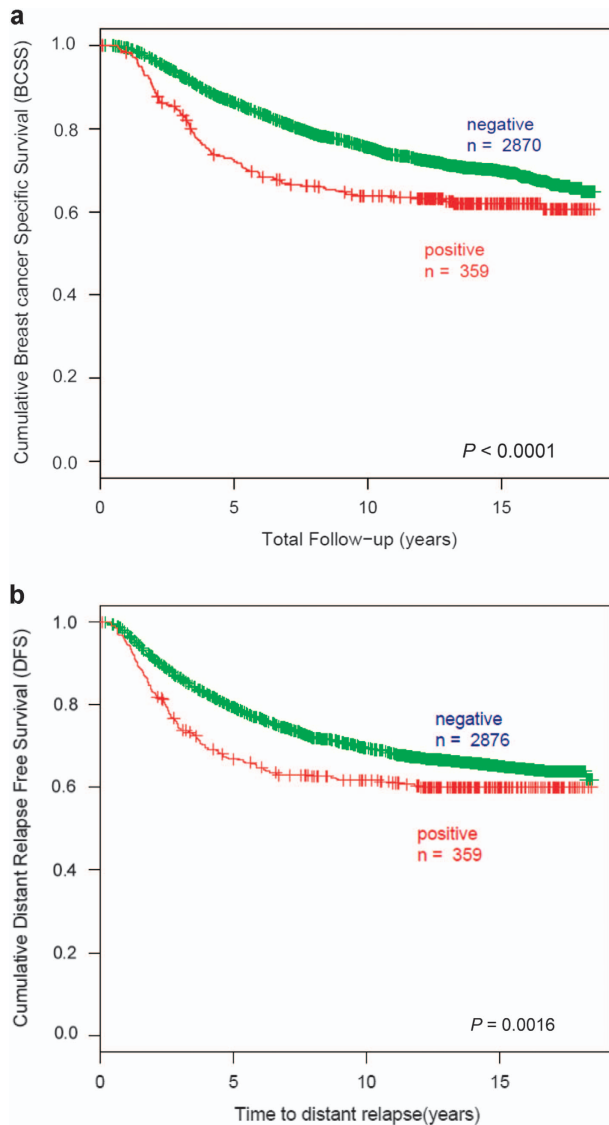 a
Cumulative Breast cancer Specific Survival (BCSS)
1.0
0.8
0.6
0.4
0.2
0.0
negative
n = 2870
positive
n = 359
P < 0.0001
0 5 10 15
Total Follow-up (years)
b
Cumulative Distant Relapse Free Survival (DFS)
1.0
0.8
0.6
0.4
0.2
0.0
negative
n = 2876
positive
n = 359
P = 0.0016
0 5 10 15
Time to distant relapse(years)